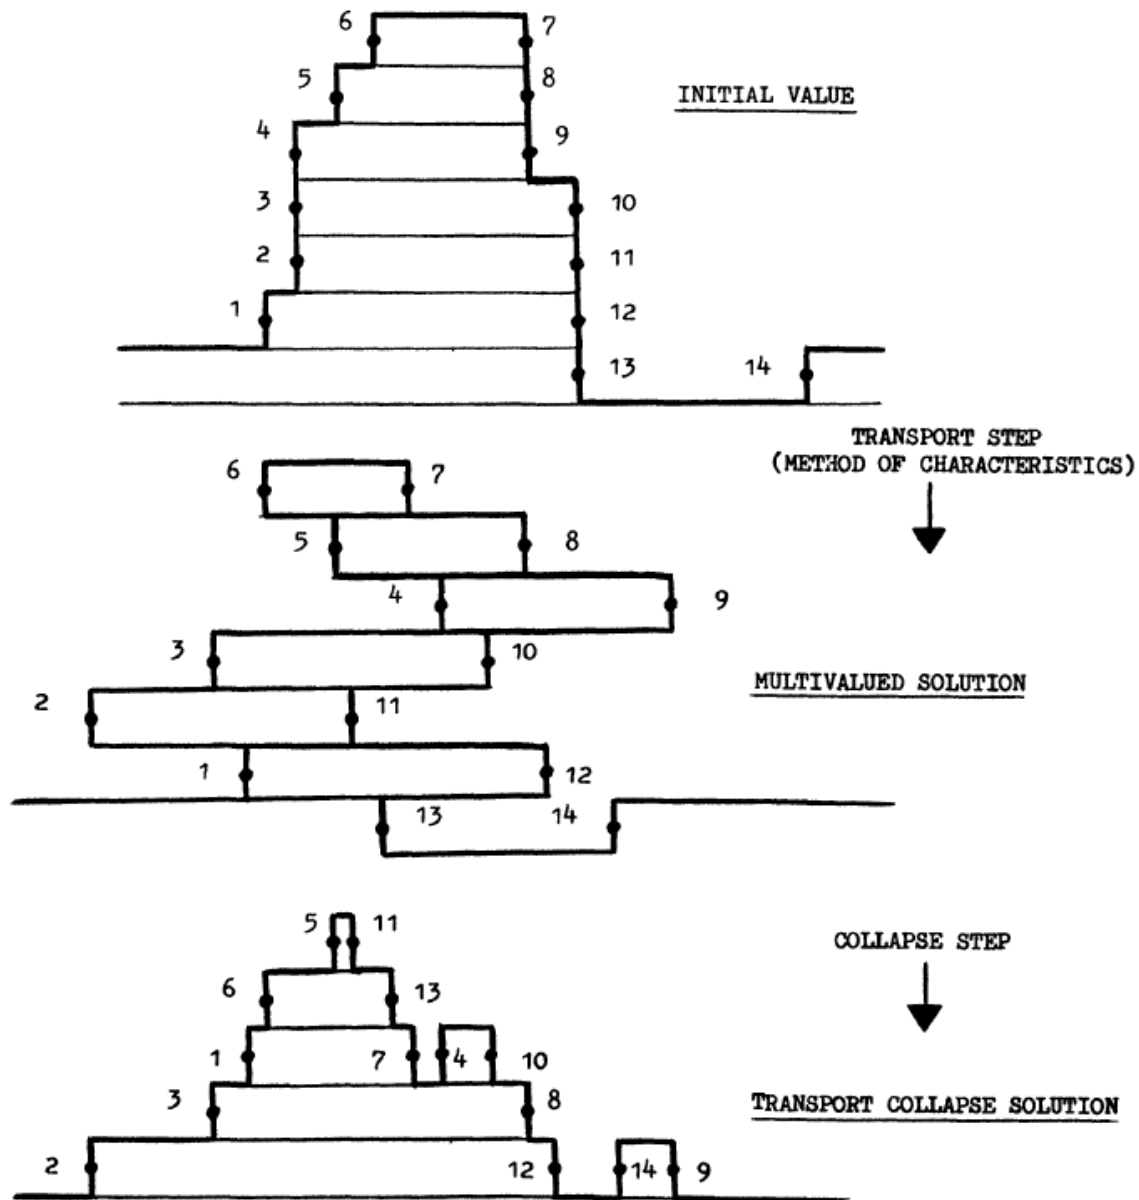 6 7
5 8
INITIAL VALUE
4 9
3 10
2 11
1 12
13 14
TRANSPORT STEP
(METHOD OF CHARACTERISTICS)
6 7
5 8
4 9
3 10
MULTIVALUED SOLUTION
2 11
1 12
13 14
5 11
COLLAPSE STEP
6 13
1 7 4 10
3 8
TRANSPORT COLLAPSE SOLUTION
2 12 14 9